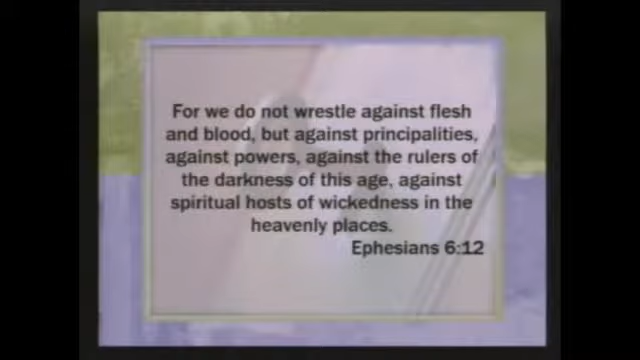 For we do not wrestle against flesh
and blood, but against principalities,
against powers, against the rulers of
the darkness of this age, against
spiritual hosts of wickedness in the
heavenly places.
Ephesians 6:12